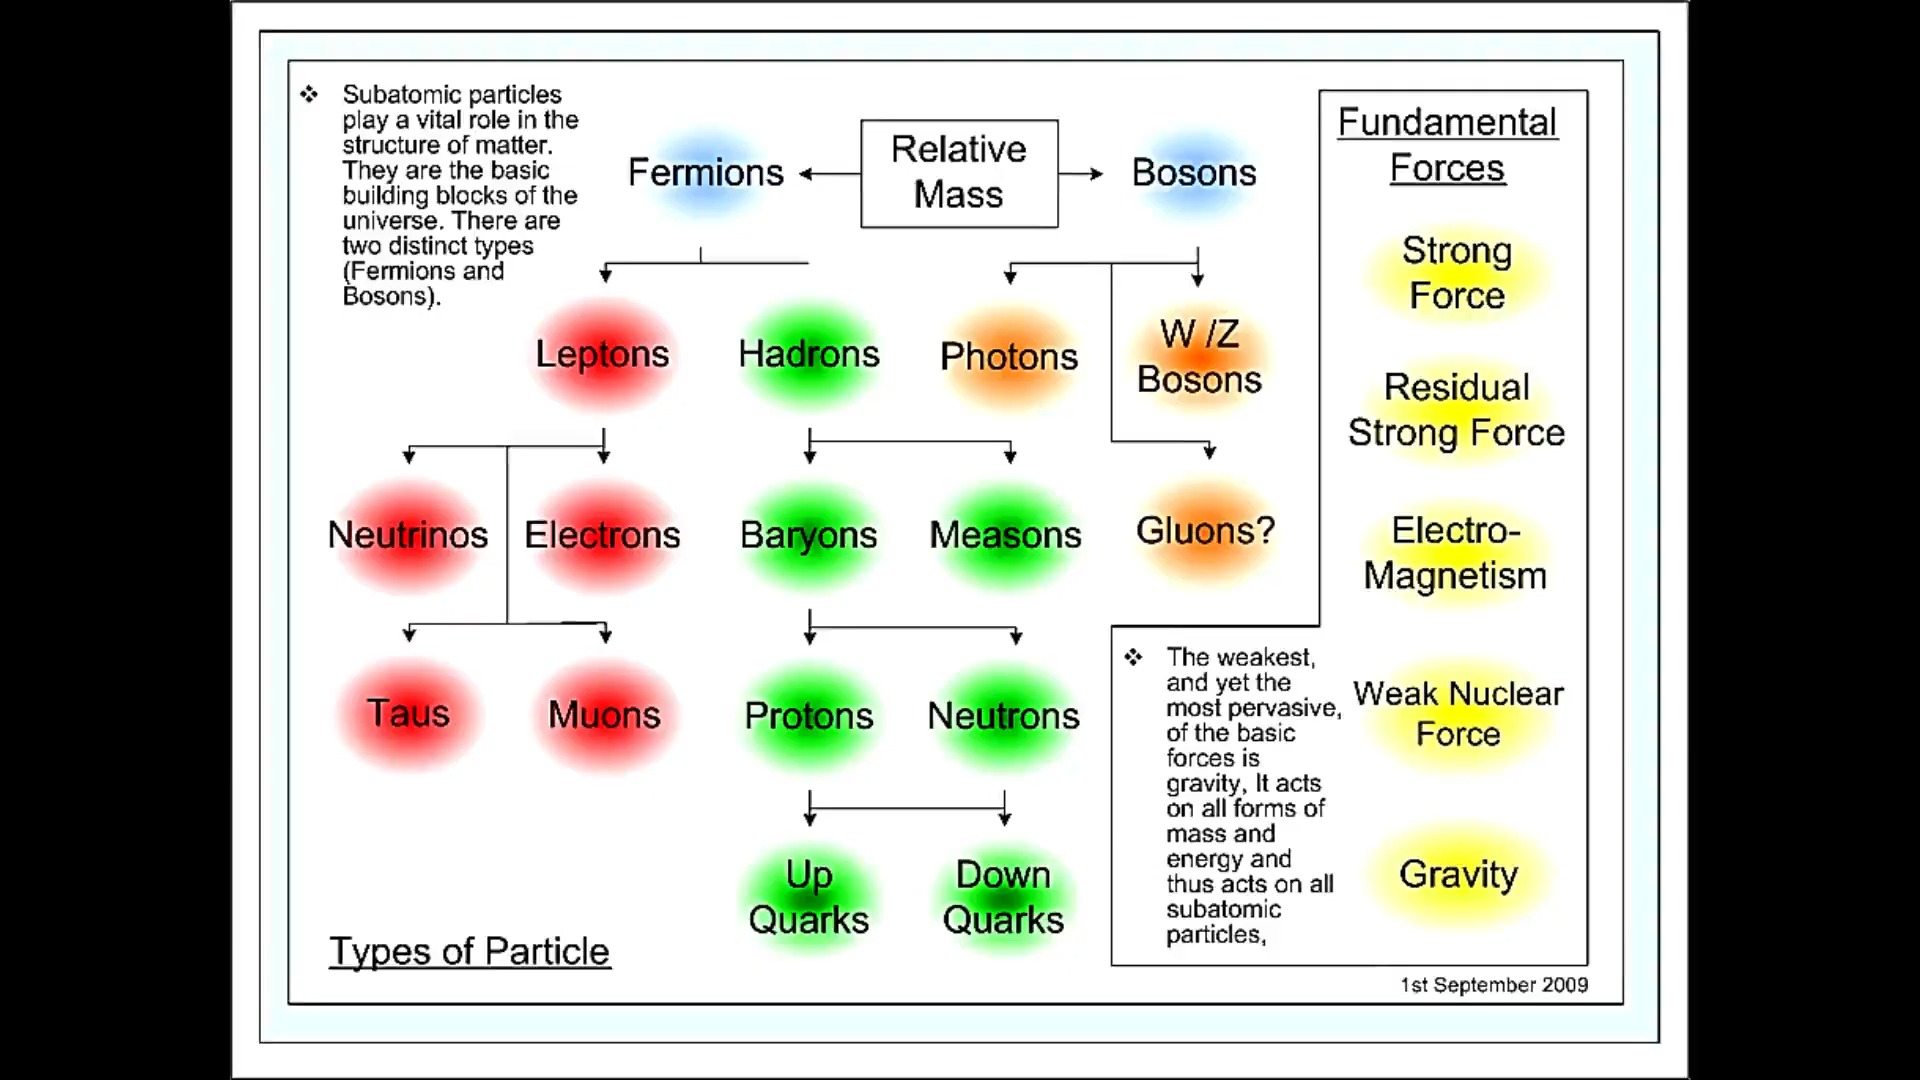 Subatomic particles
play a vital role in the
structure of matter.
They are the basic
building blocks of the
universe. There are
two distinct types
(Fermions and
Bosons).
Fermions
Relative
Mass
Bosons
Leptons
Hadrons
Photons
W /Z
Bosons
Neutrinos
Electrons
Baryons
Measons
Gluons?
Taus
Muons
Protons
Neutrons
Up
Quarks
Down
Quarks
Types of Particle
Fundamental
Forces
Strong
Force
Residual
Strong Force
Electro-
Magnetism
Weak Nuclear
Force
Gravity
The weakest,
and yet the
most pervasive,
of the basic
forces is
gravity, It acts
on all forms of
mass and
energy and
thus acts on all
subatomic
particles,
1st September 2009